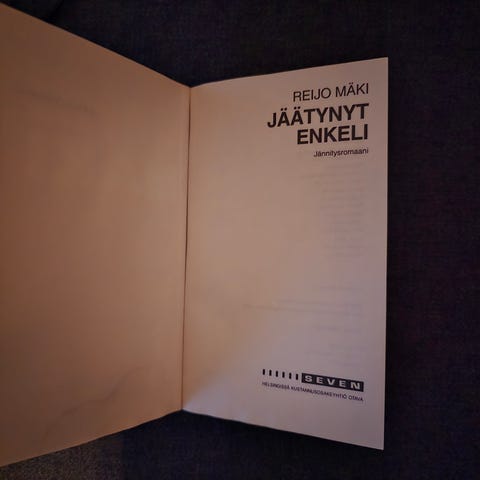 REIJO MÄKI
JÄÄTYNYT
ENKELI
Jännitysromaani
SEVEN
HELSINGISSÄ KUSTANNUSOSAKEYHTIÖ OTAVA